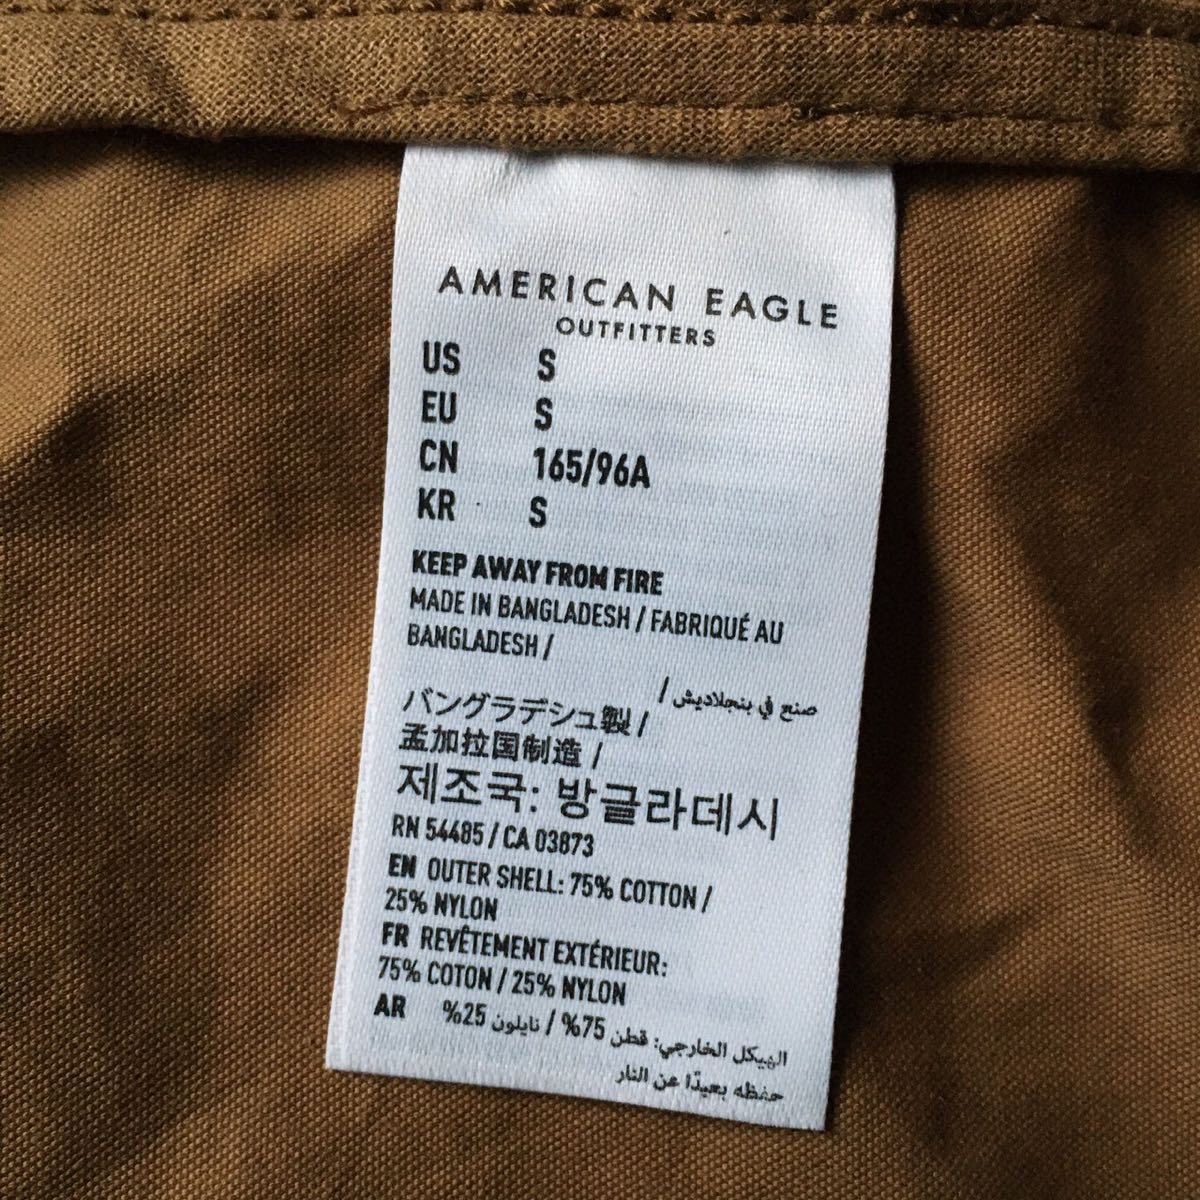 AMERICAN EAGLE
OUTFITTERS
US S
EU S
CN 165/96A
KR S
KEEP AWAY FROM FIRE
MADE IN BANGLADESH / FABRIQUÉ AU
BANGLADESH /
صنع في بنجلاديش /
バングラデシュ製 /
孟加拉国制造 /
제조국: 방글라데시
RN 54485 / CA 03873
EN OUTER SHELL: 75% COTTON /
25% NYLON
FR REVÊTEMENT EXTÉRIEUR:
75% COTON / 25% NYLON
AR الهيكل الخارجي: قطن 75% / نايلون 25%
حفظه بعيدًا عن النار